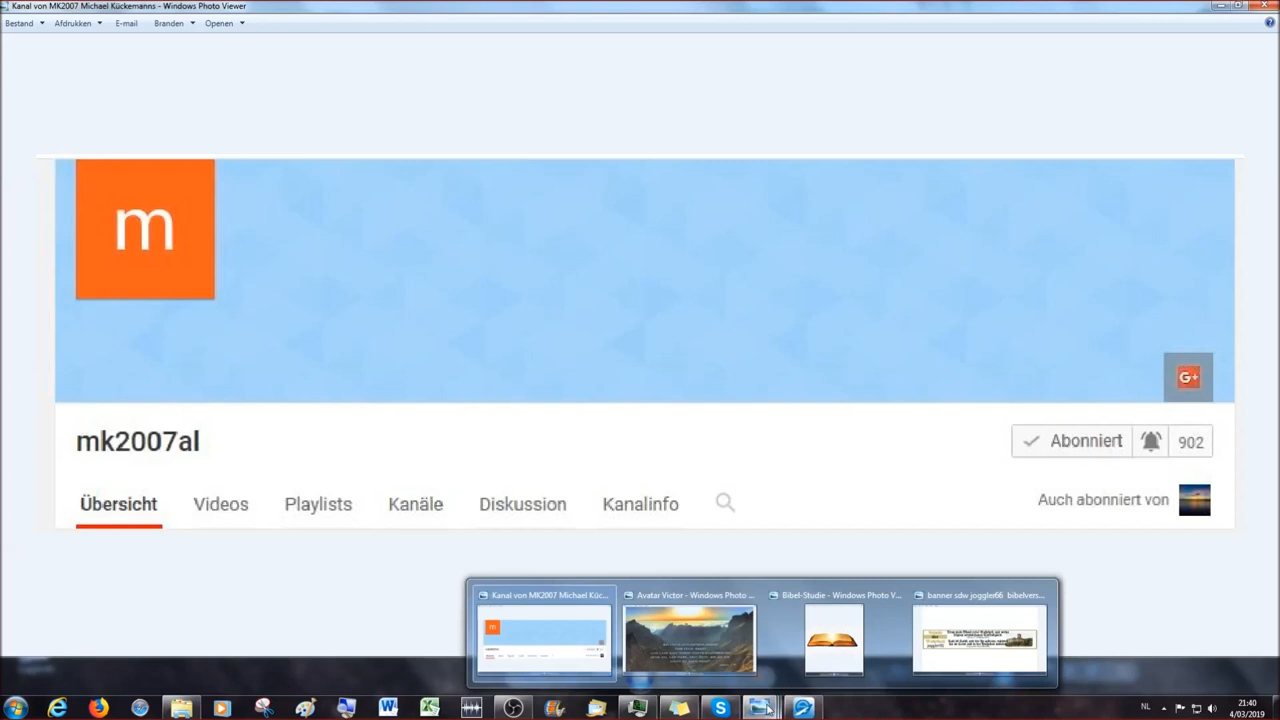 Kanal von MK2007 Michael Kückemanns - Windows Photo Viewer
Bestand Afdrukken E-mail Branden Openen
m
G+
mk2007al
Abonniert 902
Übersicht Videos Playlists Kanäle Diskussion Kanalinfo
Auch abonniert von
Kanal von MK2007 Michael Küc... Avatar Victor - Windows Photo ... Bibel-Studie - Windows Photo V... banner sdw joggler66 bibelvers...
NL
21:40
4/03/2019